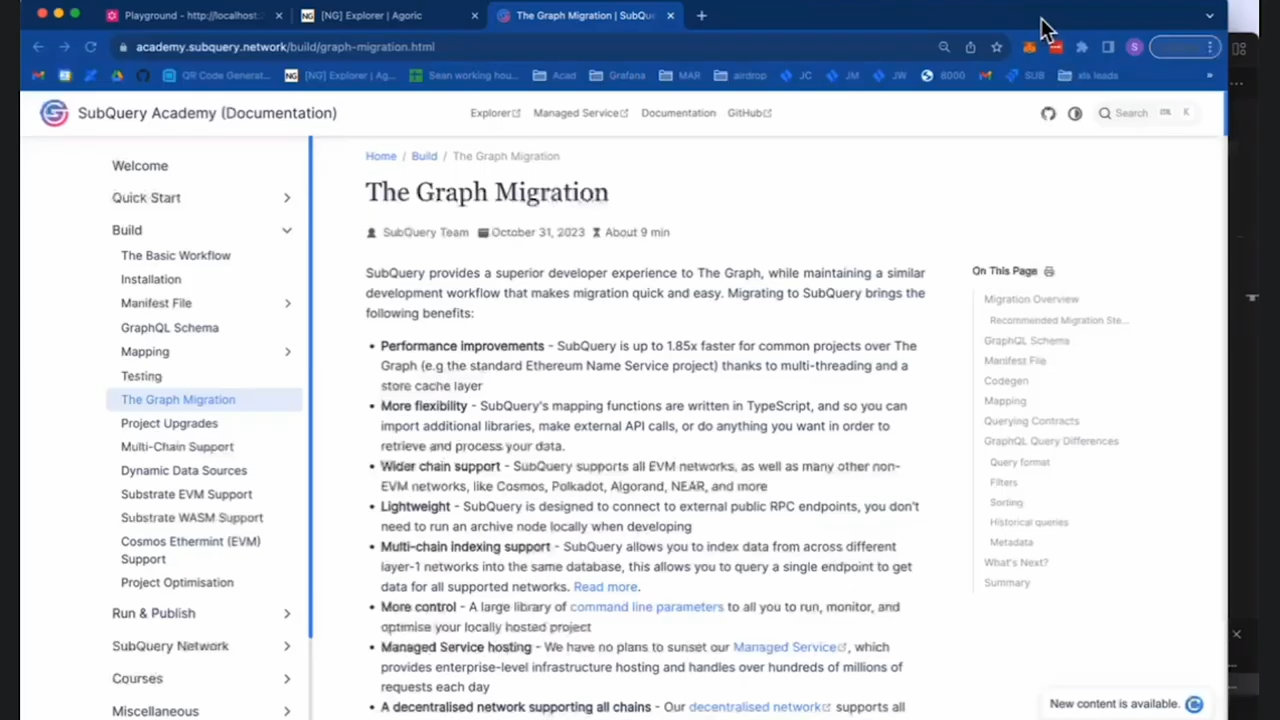 Playground - http://localhost:
[NG] Explorer | Agoric
The Graph Migration | SubQu
academy.subquery.network/build/graph-migration.html
QR Code Generat...
[NG] Explorer | Ag...
Sean working hou...
Acad
Grafana
MAR
airdrop
JC
JM
JW
8000
SUB
xls leads
SubQuery Academy (Documentation)
Explorer
Managed Service
Documentation
GitHub
Search
K
Welcome
Quick Start
Build
The Basic Workflow
Installation
Manifest File
GraphQL Schema
Mapping
Testing
The Graph Migration
Project Upgrades
Multi-Chain Support
Dynamic Data Sources
Substrate EVM Support
Substrate WASM Support
Cosmos Ethermint (EVM)
Support
Project Optimisation
Run & Publish
SubQuery Network
Courses
Miscellaneous
Home / Build / The Graph Migration
The Graph Migration
SubQuery Team October 31, 2023 About 9 min
SubQuery provides a superior developer experience to The Graph, while maintaining a similar
development workflow that makes migration quick and easy. Migrating to SubQuery brings the
following benefits:
• Performance improvements - SubQuery is up to 1.85x faster for common projects over The
Graph (e.g the standard Ethereum Name Service project) thanks to multi-threading and a
store cache layer
• More flexibility - SubQuery's mapping functions are written in TypeScript, and so you can
import additional libraries, make external API calls, or do anything you want in order to
retrieve and process your data.
• Wider chain support - SubQuery supports all EVM networks, as well as many other non-
EVM networks, like Cosmos, Polkadot, Algorand, NEAR, and more
• Lightweight - SubQuery is designed to connect to external public RPC endpoints, you don't
need to run an archive node locally when developing
• Multi-chain indexing support - SubQuery allows you to index data from across different
layer-1 networks into the same database, this allows you to query a single endpoint to get
data for all supported networks. Read more.
• More control - A large library of command line parameters to all you to run, monitor, and
optimise your locally hosted project
• Managed Service hosting - We have no plans to sunset our Managed Service, which
provides enterprise-level infrastructure hosting and handles over hundreds of millions of
requests each day
• A decentralised network supporting all chains - Our decentralised network supports all
On This Page
Migration Overview
Recommended Migration Ste...
GraphQL Schema
Manifest File
Codegen
Mapping
Querying Contracts
GraphQL Query Differences
Query format
Filters
Sorting
Historical queries
Metadata
What's Next?
Summary
New content is available.